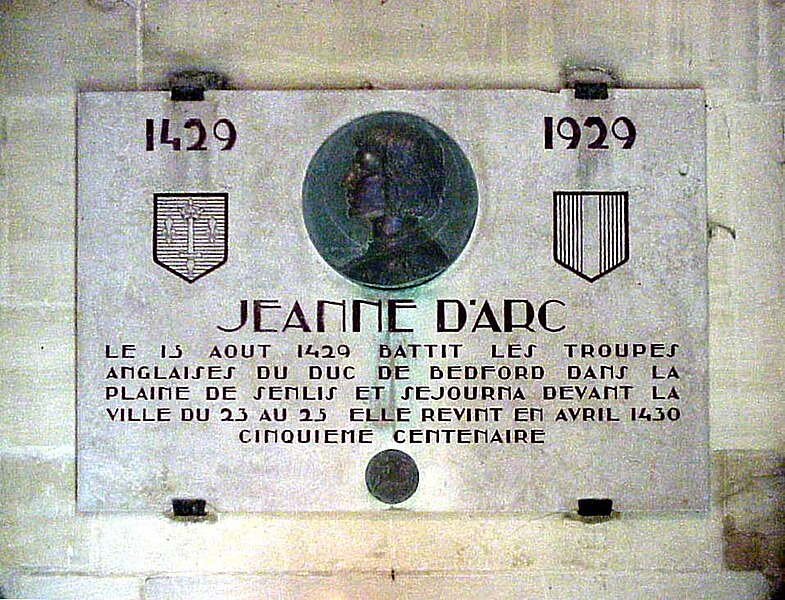 1429
1929
JEANNE D'ARC
LE 15 AOUT 1429 BATTIT LES TROUPES
ANGLAISES DU DUC DE BEDFORD DANS LA
PLAINE DE SENLIS ET SEJOURNA DEVANT LA
VILLE DU 23 AU 25 ELLE REVINT EN AVRIL 1430
CINQUIEME CENTENAIRE